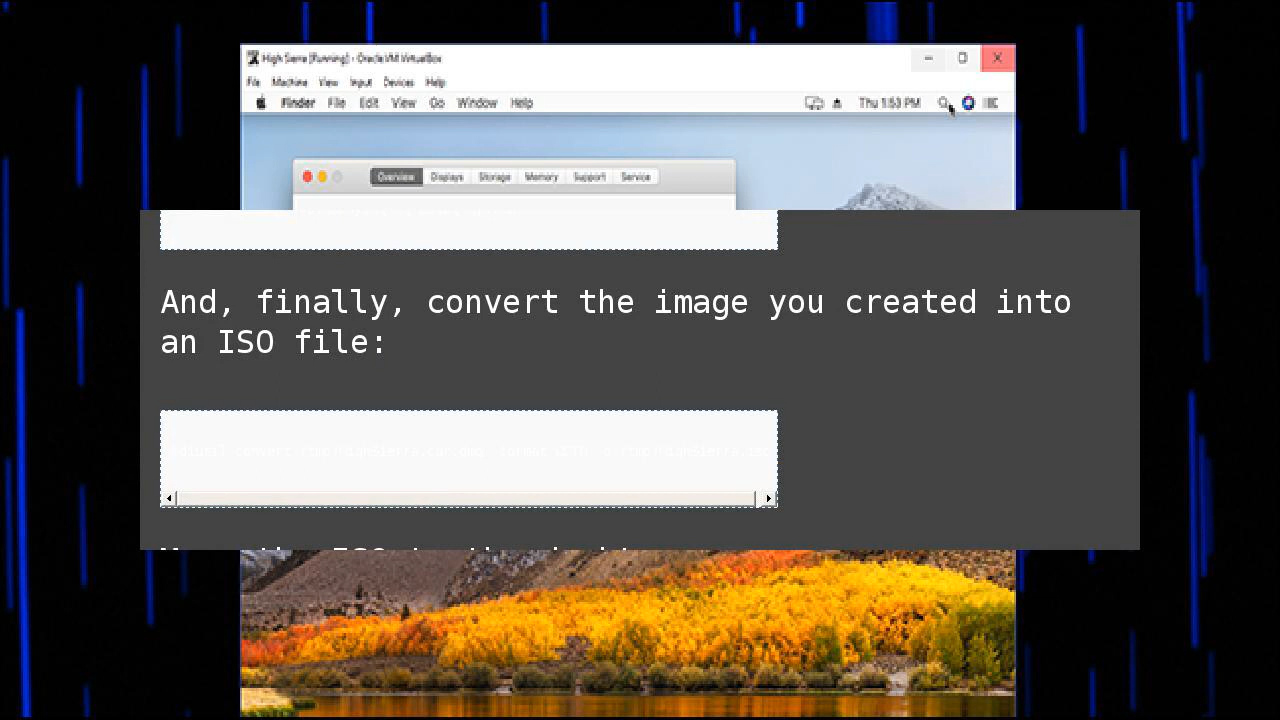 High Sierra [Running] - Oracle VM VirtualBox
File Machine View Input Devices Help
Finder File Edit View Go Window Help
Thu 1:53 PM
Overview Displays Storage Memory Support Service
And, finally, convert the image you created into
an ISO file: